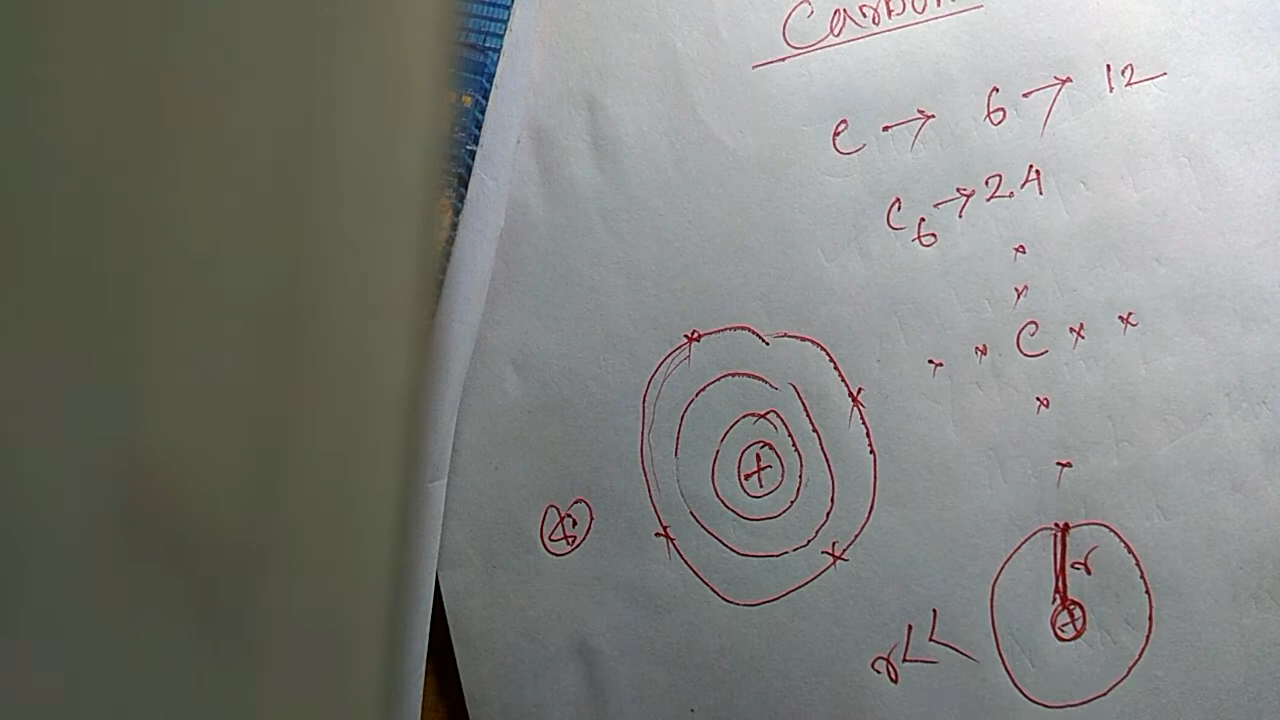 Carbon
C → 6 → 12
C6 → 24
x
x
x x C x x
x
x
+
r
+
r <<